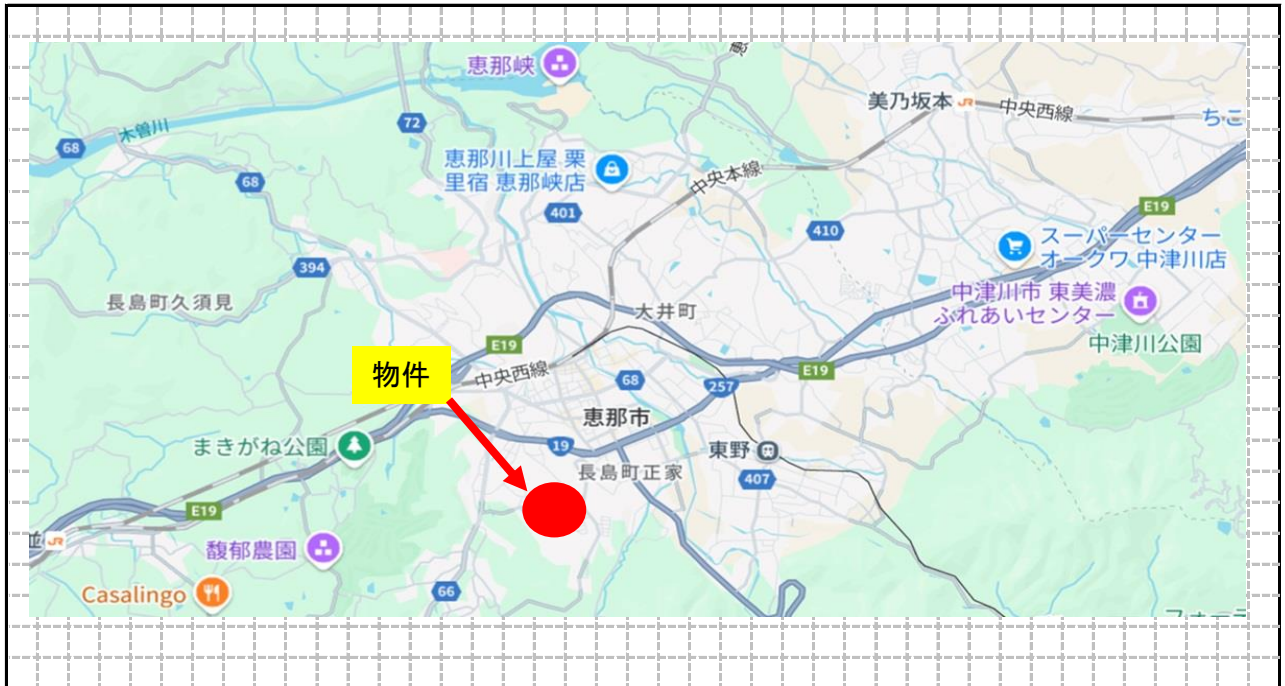 恵那峡
美乃坂本
中央西線
ちこ
72
木曽川
68
恵那川上屋 栗
里宿 恵那峡店
中央本線
68
401
E19
410
スーパーセンター
オークワ 中津川店
394
長島町久須見
中津川市 東美濃
ふれあいセンター
大井町
中津川公園
E19
物件
中央西線
68
257
E19
恵那市
まきがね公園
19
東野
長島町正家
407
E19
馥郁農園
Casalingo
66